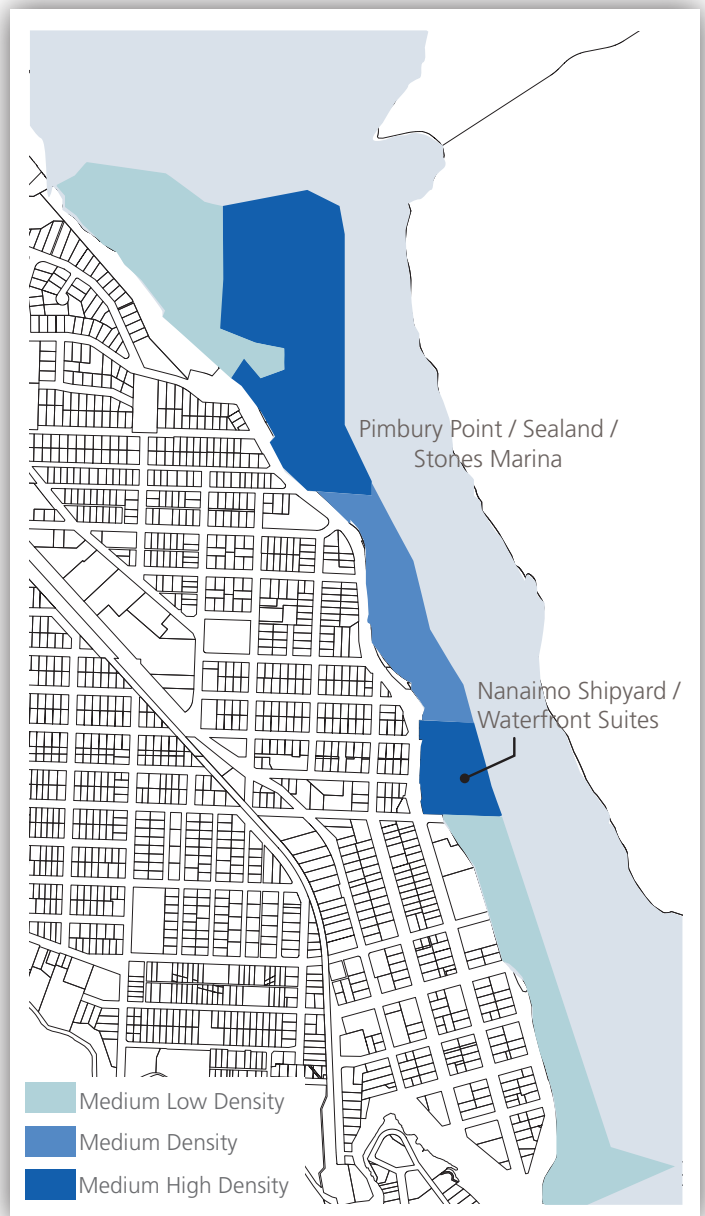 Pimbury Point / Sealand /
Stones Marina
Nanaimo Shipyard /
Waterfront Suites
Medium Low Density
Medium Density
Medium High Density